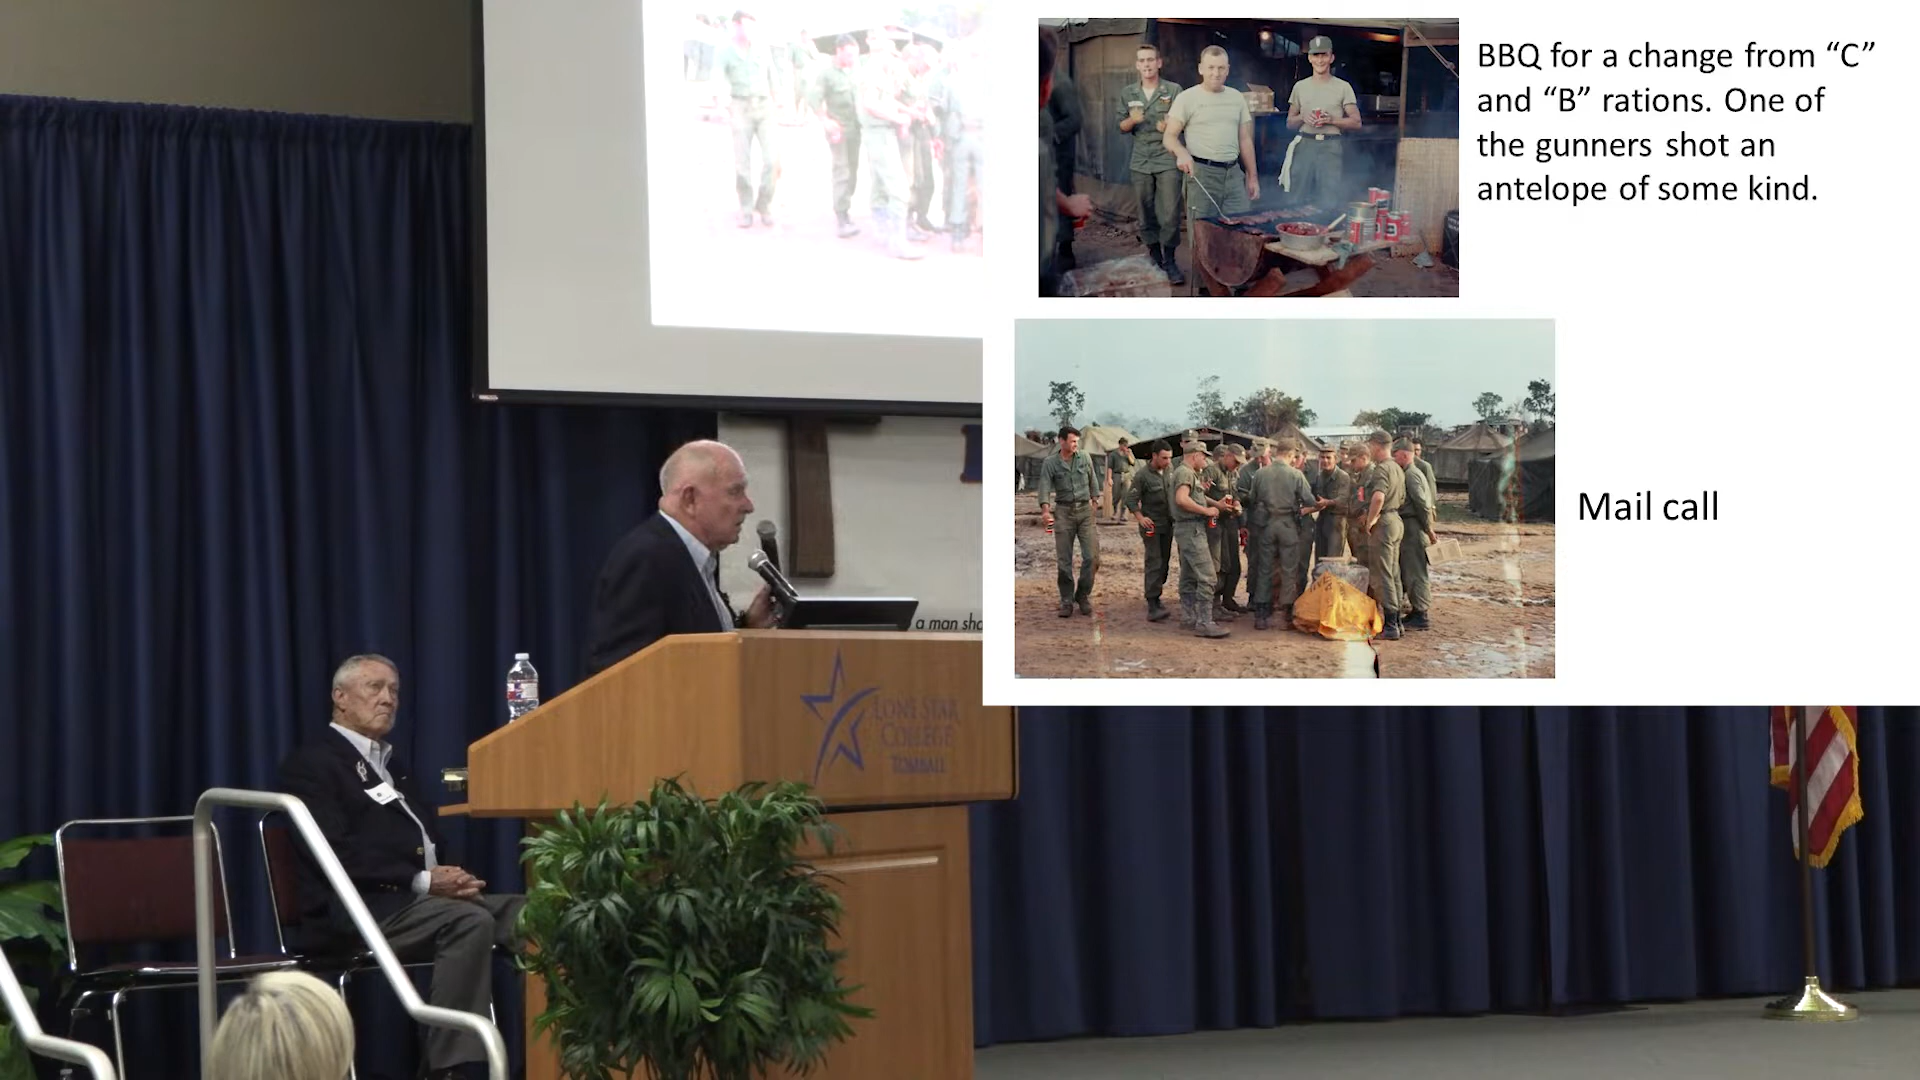 BBQ for a change from “C”
and “B” rations. One of
the gunners shot an
antelope of some kind.
Mail call
a man sho
LONE STAR
COLLEGE
TOMBALL